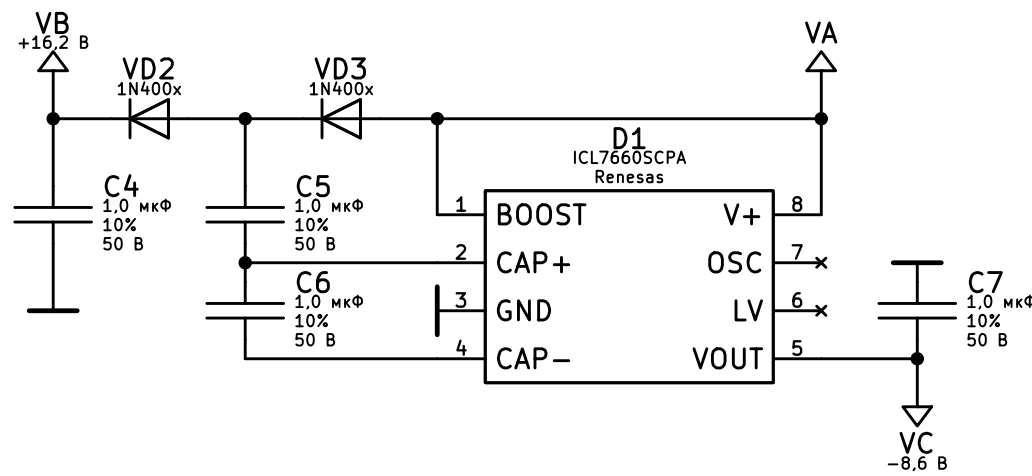 VB
+16,2 В
VA
VD2
1N400x
VD3
1N400x
D1
ICL7660SCPA
Renesas
C4
1,0 мкФ
10%
50 В
C5
1,0 мкФ
10%
50 В
1 BOOST V+ 8
2 CAP+ OSC 7
C6
1,0 мкФ
10%
50 В
3 GND LV 6
4 CAP− VOUT 5
C7
1,0 мкФ
10%
50 В
VC
−8,6 В